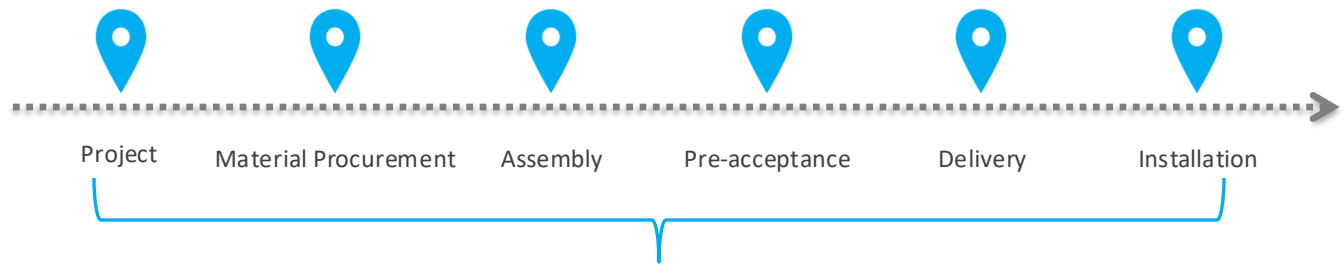 Project
Material Procurement
Assembly
Pre-acceptance
Delivery
Installation